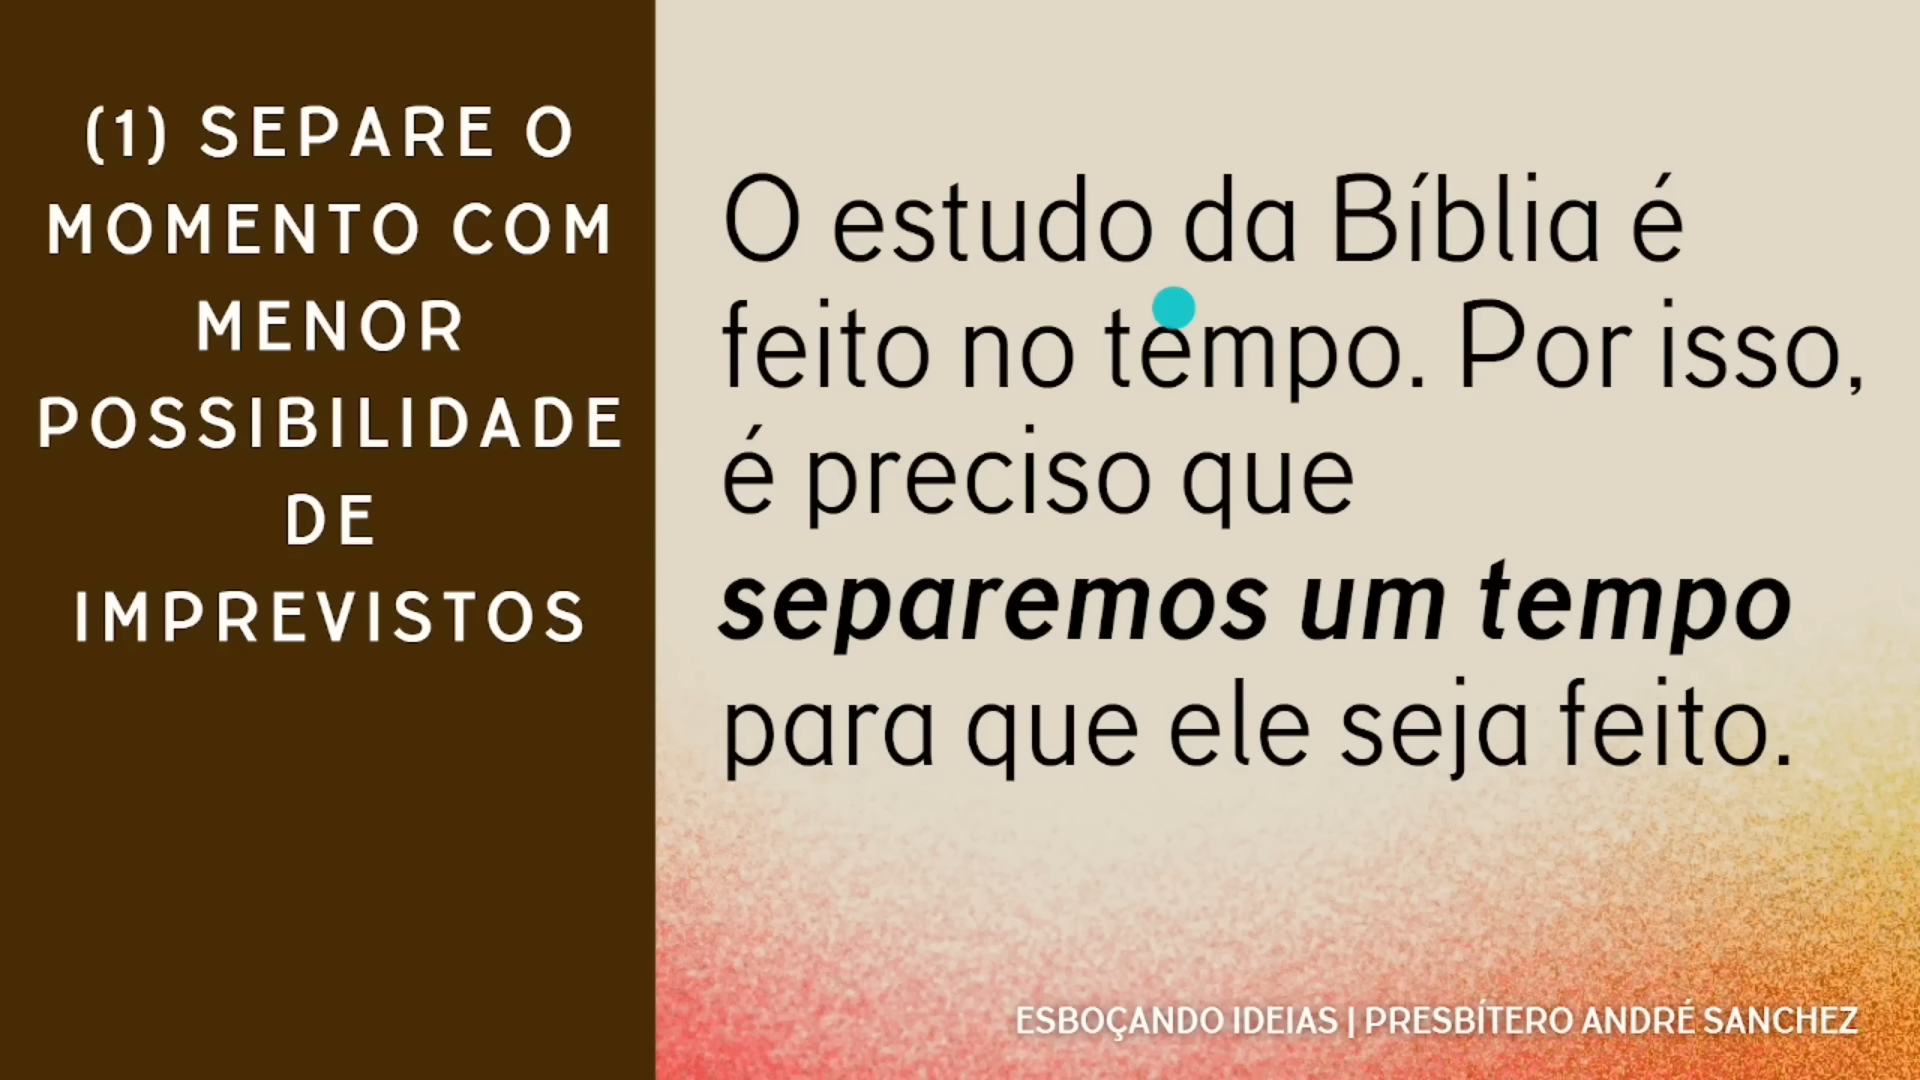 (1) SEPARE O
MOMENTO COM
MENOR
POSSIBILIDADE
DE
IMPREVISTOS
O estudo da Bíblia é
feito no tempo. Por isso,
é preciso que
separemos um tempo
para que ele seja feito.
ESBOÇANDO IDEIAS | PRESBÍTERO ANDRÉ SANCHEZ